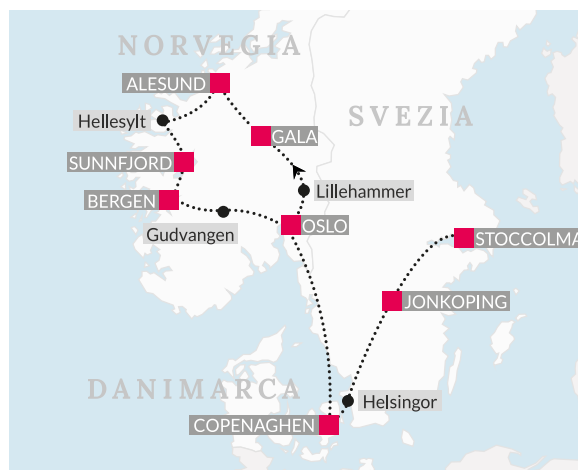 NORVEGIA
ALESUND
SVEZIA
Hellesylt
GALA
SUNNFJORD
Lillehammer
BERGEN
OSLO
Gudvangen
STOCCOLMA
JONKOPING
DANIMARCA
Helsingor
COPENAGHEN